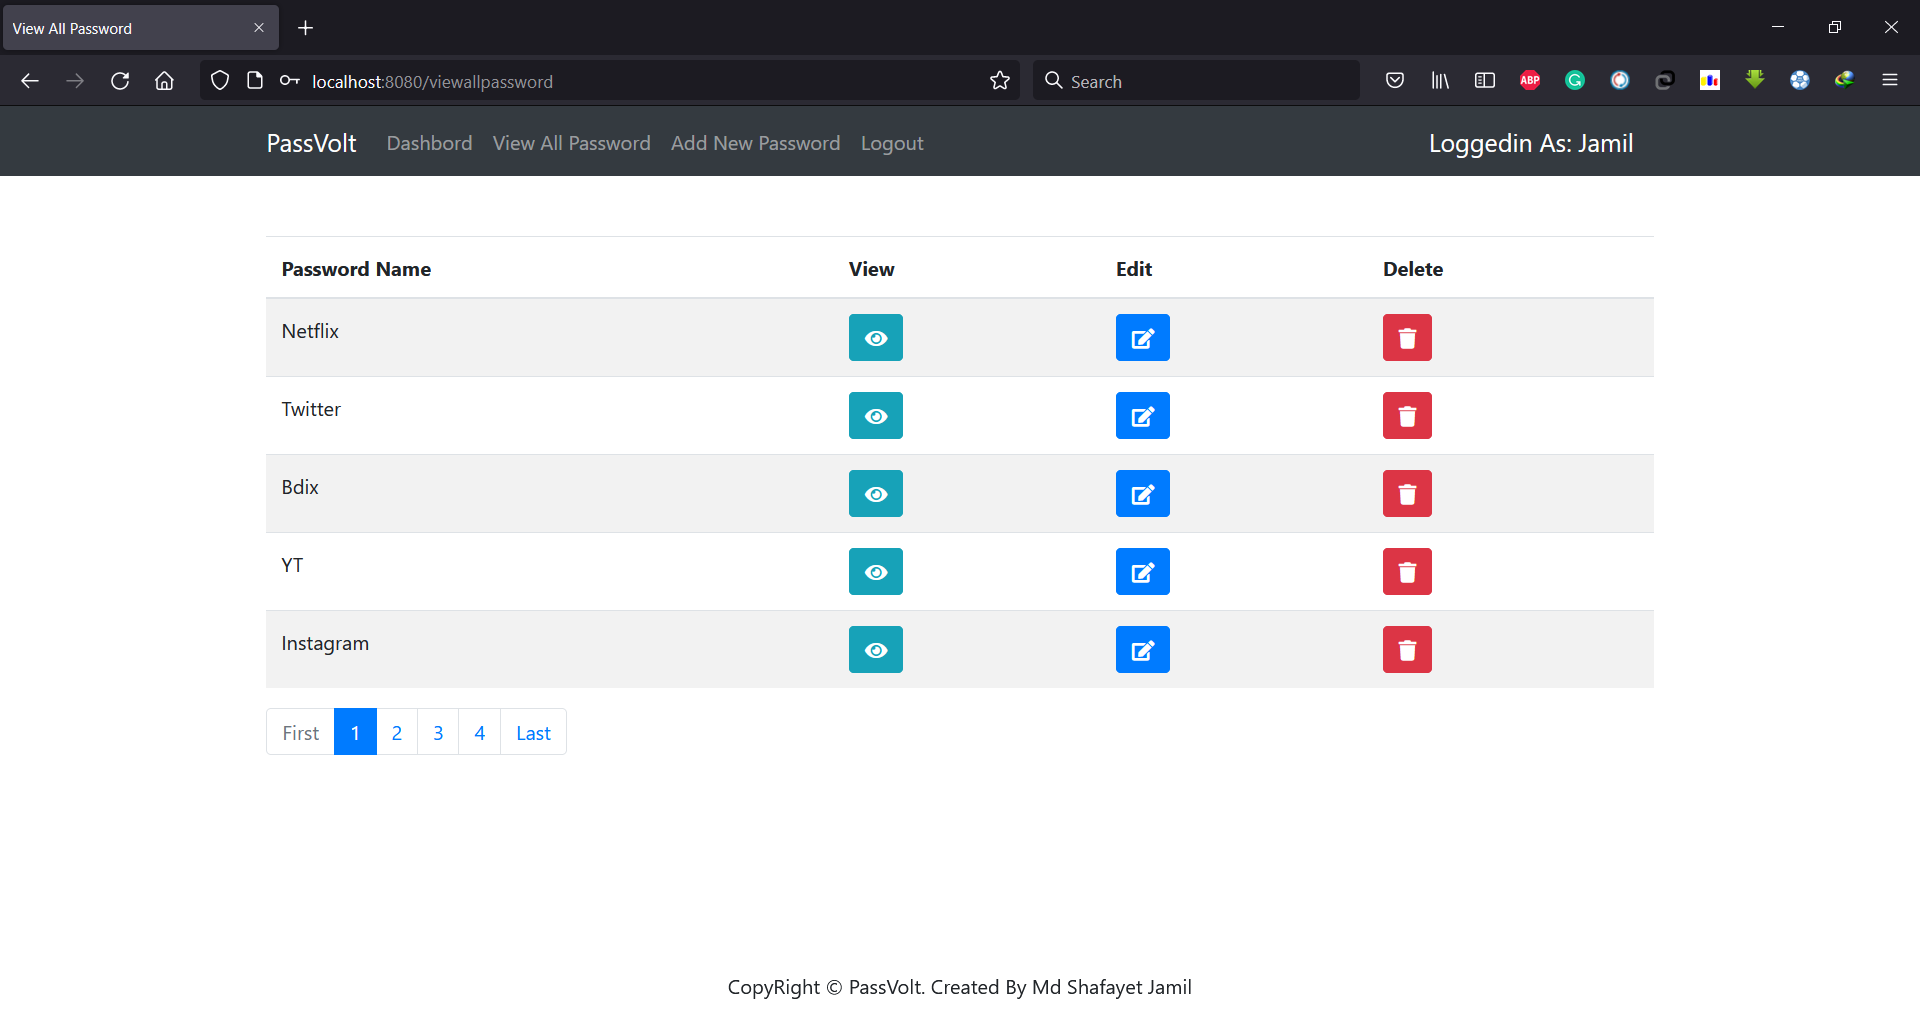 View All Password
localhost:8080/viewallpassword
Search
ABP
PassVolt Dashbord View All Password Add New Password Logout Loggedin As: Jamil
Password Name View Edit Delete
Netflix
Twitter
Bdix
YT
Instagram
First 1 2 3 4 Last
CopyRight © PassVolt. Created By Md Shafayet Jamil